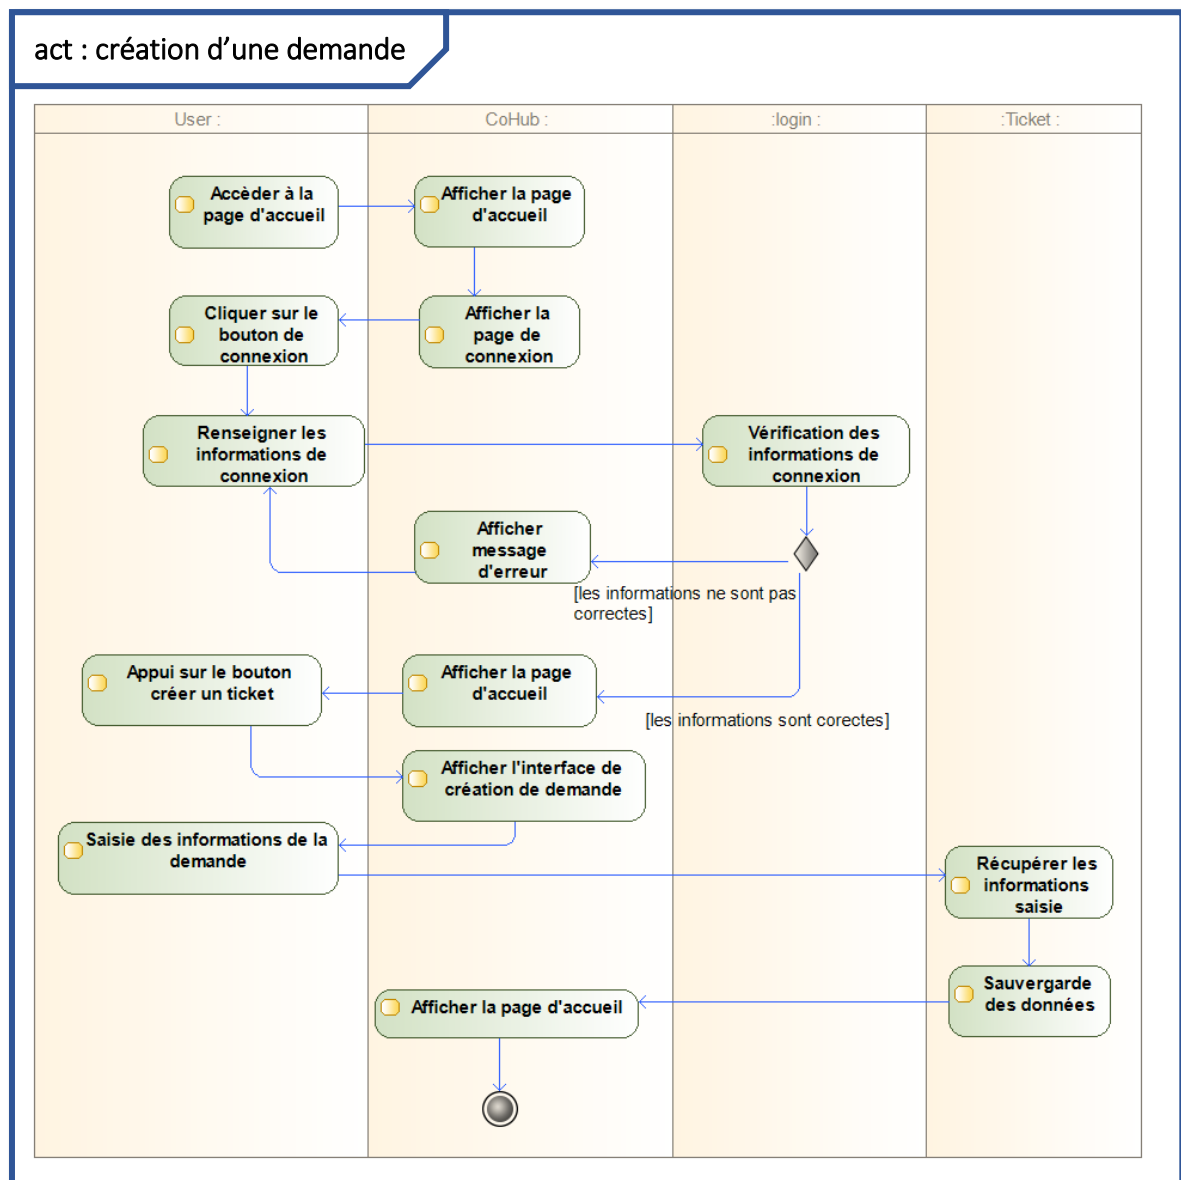 act : création d’une demande
User :
CoHub :
:login :
:Ticket :
Accèder à la
page d'accueil
Afficher la page
d'accueil
Cliquer sur le
bouton de
connexion
Afficher la
page de
connexion
Renseigner les
informations de
connexion
Vérification des
informations de
connexion
Afficher
message
d'erreur
[les informations ne sont pas
correctes]
Appui sur le bouton
créer un ticket
Afficher la page
d'accueil
[les informations sont corectes]
Afficher l'interface de
création de demande
Saisie des informations de la
demande
Récupérer les
informations
saisie
Sauvergarde
des données
Afficher la page d'accueil